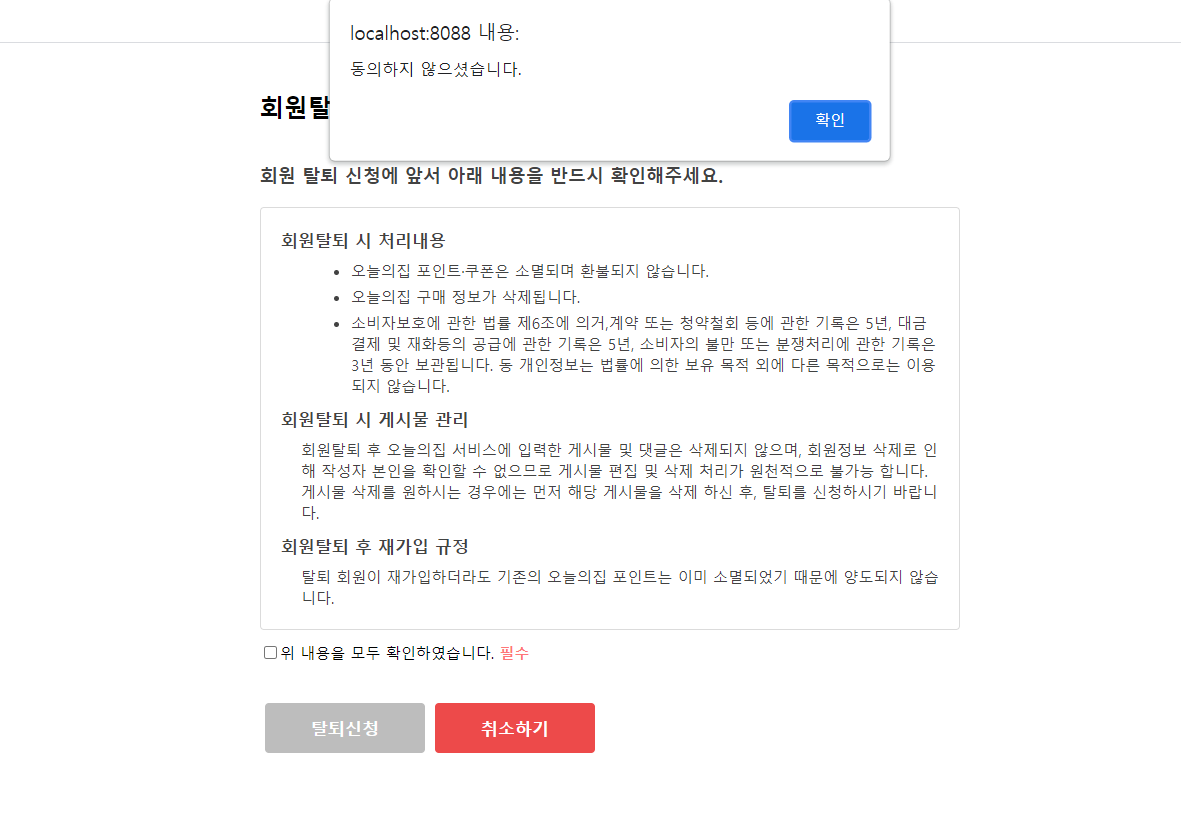 localhost:8088 내용:
동의하지 않으셨습니다.
확인
회원탈
회원 탈퇴 신청에 앞서 아래 내용을 반드시 확인해주세요.
회원탈퇴 시 처리내용
• 오늘의집 포인트·쿠폰은 소멸되며 환불되지 않습니다.
• 오늘의집 구매 정보가 삭제됩니다.
• 소비자보호에 관한 법률 제6조에 의거,계약 또는 청약철회 등에 관한 기록은 5년, 대금
결제 및 재화등의 공급에 관한 기록은 5년, 소비자의 불만 또는 분쟁처리에 관한 기록은
3년 동안 보관됩니다. 동 개인정보는 법률에 의한 보유 목적 외에 다른 목적으로는 이용
되지 않습니다.
회원탈퇴 시 게시물 관리
회원탈퇴 후 오늘의집 서비스에 입력한 게시물 및 댓글은 삭제되지 않으며, 회원정보 삭제로 인
해 작성자 본인을 확인할 수 없으므로 게시물 편집 및 삭제 처리가 원천적으로 불가능 합니다.
게시물 삭제를 원하시는 경우에는 먼저 해당 게시물을 삭제 하신 후, 탈퇴를 신청하시기 바랍니
다.
회원탈퇴 후 재가입 규정
탈퇴 회원이 재가입하더라도 기존의 오늘의집 포인트는 이미 소멸되었기 때문에 양도되지 않습
니다.
위 내용을 모두 확인하였습니다. 필수
탈퇴신청
취소하기